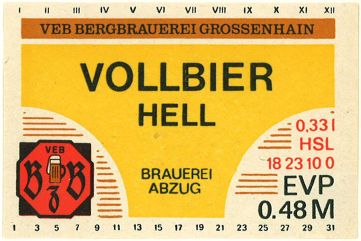 I II III IV V VI VII VIII IX X XI XII
VEB BERGBRAUEREI GROSSENHAIN
VOLLBIER
HELL
0,33 l
HSL
18 23 10 0
VEB
B z B
G
BRAUEREI
ABZUG
EVP
0.48 M
1 3 5 7 9 11 13 15 17 19 21 23 25 27 29 31